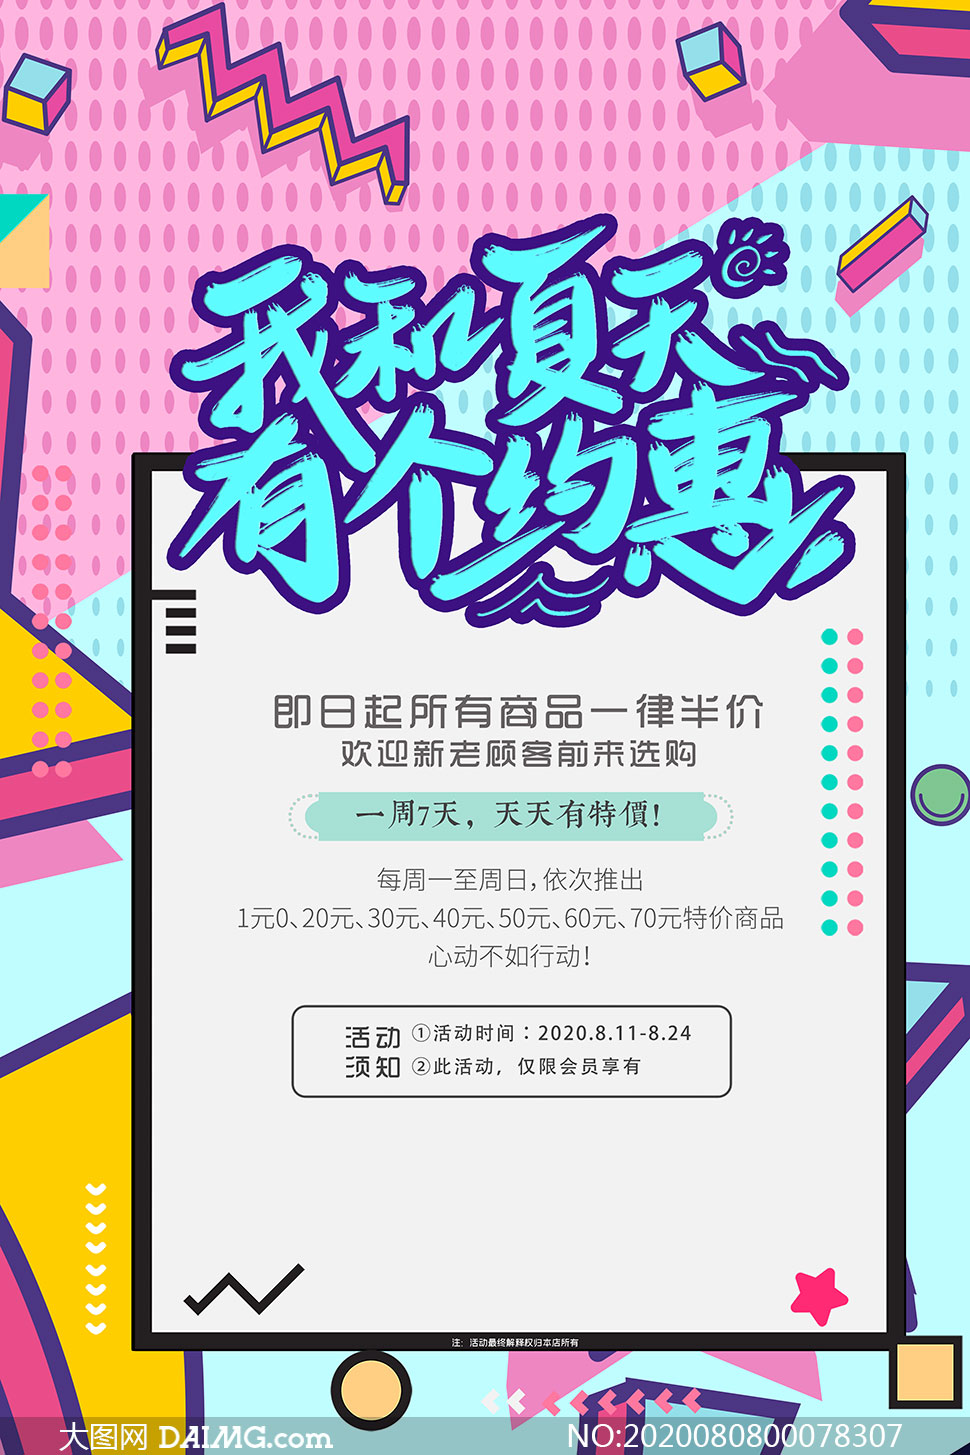 我和夏天
有个约惠
即日起所有商品一律半价
欢迎新老顾客前来选购
一周7天，天天有特價！
每周一至周日，依次推出
1元0、20元、30元、40元、50元、60元、70元特价商品
心动不如行动！
活动
须知
①活动时间：2020.8.11-8.24
②此活动，仅限会员享有
注：活动最终解释权归本店所有
大图网 DAIMG.com
NO:20200808000078307